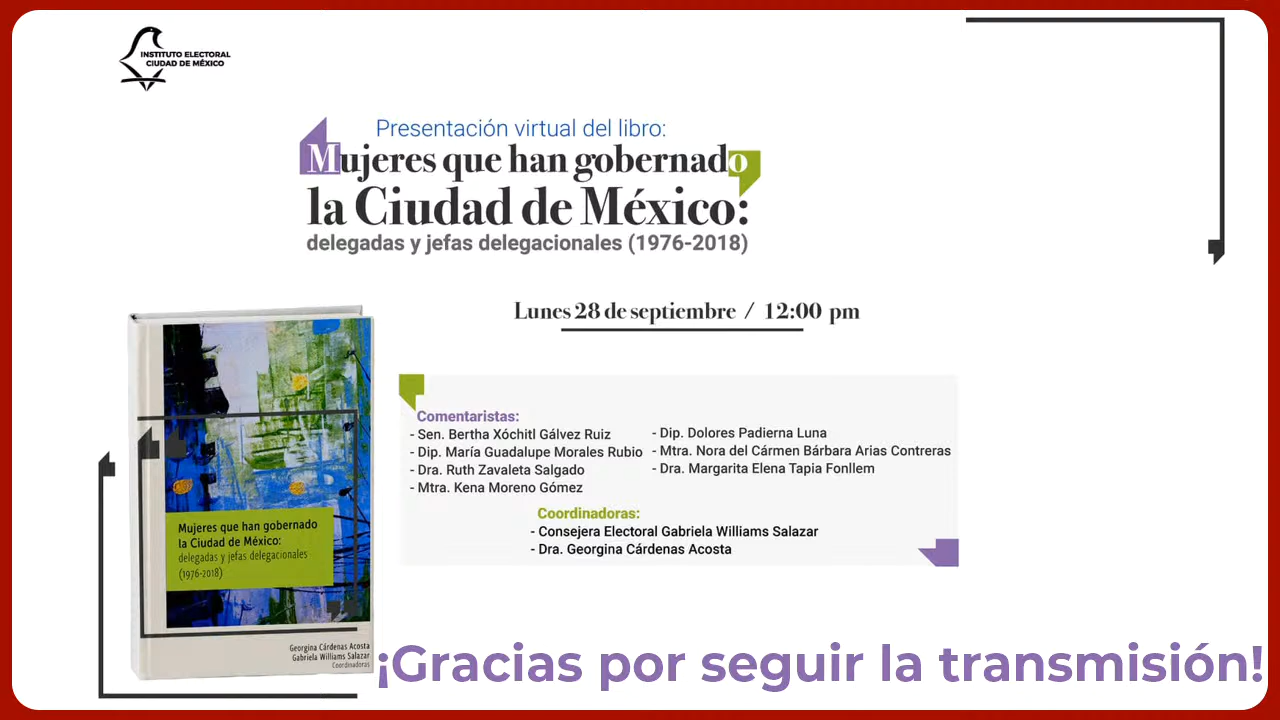 INSTITUTO ELECTORAL
CIUDAD DE MÉXICO
Presentación virtual del libro:
Mujeres que han gobernado
la Ciudad de México:
delegadas y jefas delegacionales (1976-2018)
Lunes 28 de septiembre / 12:00 pm
Comentaristas:
- Sen. Bertha Xóchitl Gálvez Ruiz
- Dip. María Guadalupe Morales Rubio
- Dra. Ruth Zavaleta Salgado
- Mtra. Kena Moreno Gómez
- Dip. Dolores Padierna Luna
- Mtra. Nora del Cármen Bárbara Arias Contreras
- Dra. Margarita Elena Tapia Fonllem
Coordinadoras:
- Consejera Electoral Gabriela Williams Salazar
- Dra. Georgina Cárdenas Acosta
Mujeres que han gobernado
la Ciudad de México:
delegadas y jefas delegacionales
(1976-2018)
Georgina Cárdenas Acosta
Gabriela Williams Salazar
Coordinadoras
¡Gracias por seguir la transmisión!